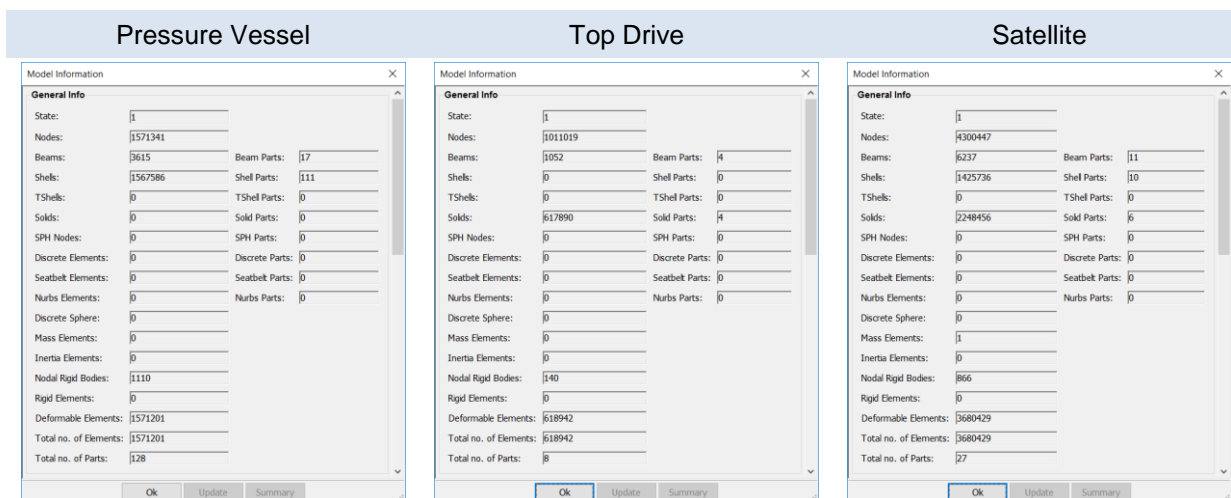 Pressure Vessel
Top Drive
Satellite
Model Information
General Info
State: 1
Nodes: 1571341
Beams: 3615 Beam Parts: 17
Shells: 1567586 Shell Parts: 111
TShells: 0 TShell Parts: 0
Solids: 0 Solid Parts: 0
SPH Nodes: 0 SPH Parts: 0
Discrete Elements: 0 Discrete Parts: 0
Seatbelt Elements: 0 Seatbelt Parts: 0
Nurbs Elements: 0 Nurbs Parts: 0
Discrete Sphere: 0
Mass Elements: 0
Inertia Elements: 0
Nodal Rigid Bodies: 1110
Rigid Elements: 0
Deformable Elements: 1571201
Total no. of Elements: 1571201
Total no. of Parts: 128
Ok Update Summary
Model Information
General Info
State: 1
Nodes: 1011019
Beams: 1052 Beam Parts: 4
Shells: 0 Shell Parts: 0
TShells: 0 TShell Parts: 0
Solids: 617890 Solid Parts: 4
SPH Nodes: 0 SPH Parts: 0
Discrete Elements: 0 Discrete Parts: 0
Seatbelt Elements: 0 Seatbelt Parts: 0
Nurbs Elements: 0 Nurbs Parts: 0
Discrete Sphere: 0
Mass Elements: 0
Inertia Elements: 0
Nodal Rigid Bodies: 140
Rigid Elements: 0
Deformable Elements: 618942
Total no. of Elements: 618942
Total no. of Parts: 8
Ok Update Summary
Model Information
General Info
State: 1
Nodes: 4300447
Beams: 6237 Beam Parts: 11
Shells: 1425736 Shell Parts: 10
TShells: 0 TShell Parts: 0
Solids: 2248456 Solid Parts: 6
SPH Nodes: 0 SPH Parts: 0
Discrete Elements: 0 Discrete Parts: 0
Seatbelt Elements: 0 Seatbelt Parts: 0
Nurbs Elements: 0 Nurbs Parts: 0
Discrete Sphere: 0
Mass Elements: 1
Inertia Elements: 0
Nodal Rigid Bodies: 866
Rigid Elements: 0
Deformable Elements: 3680429
Total no. of Elements: 3680429
Total no. of Parts: 27
Ok Update Summary